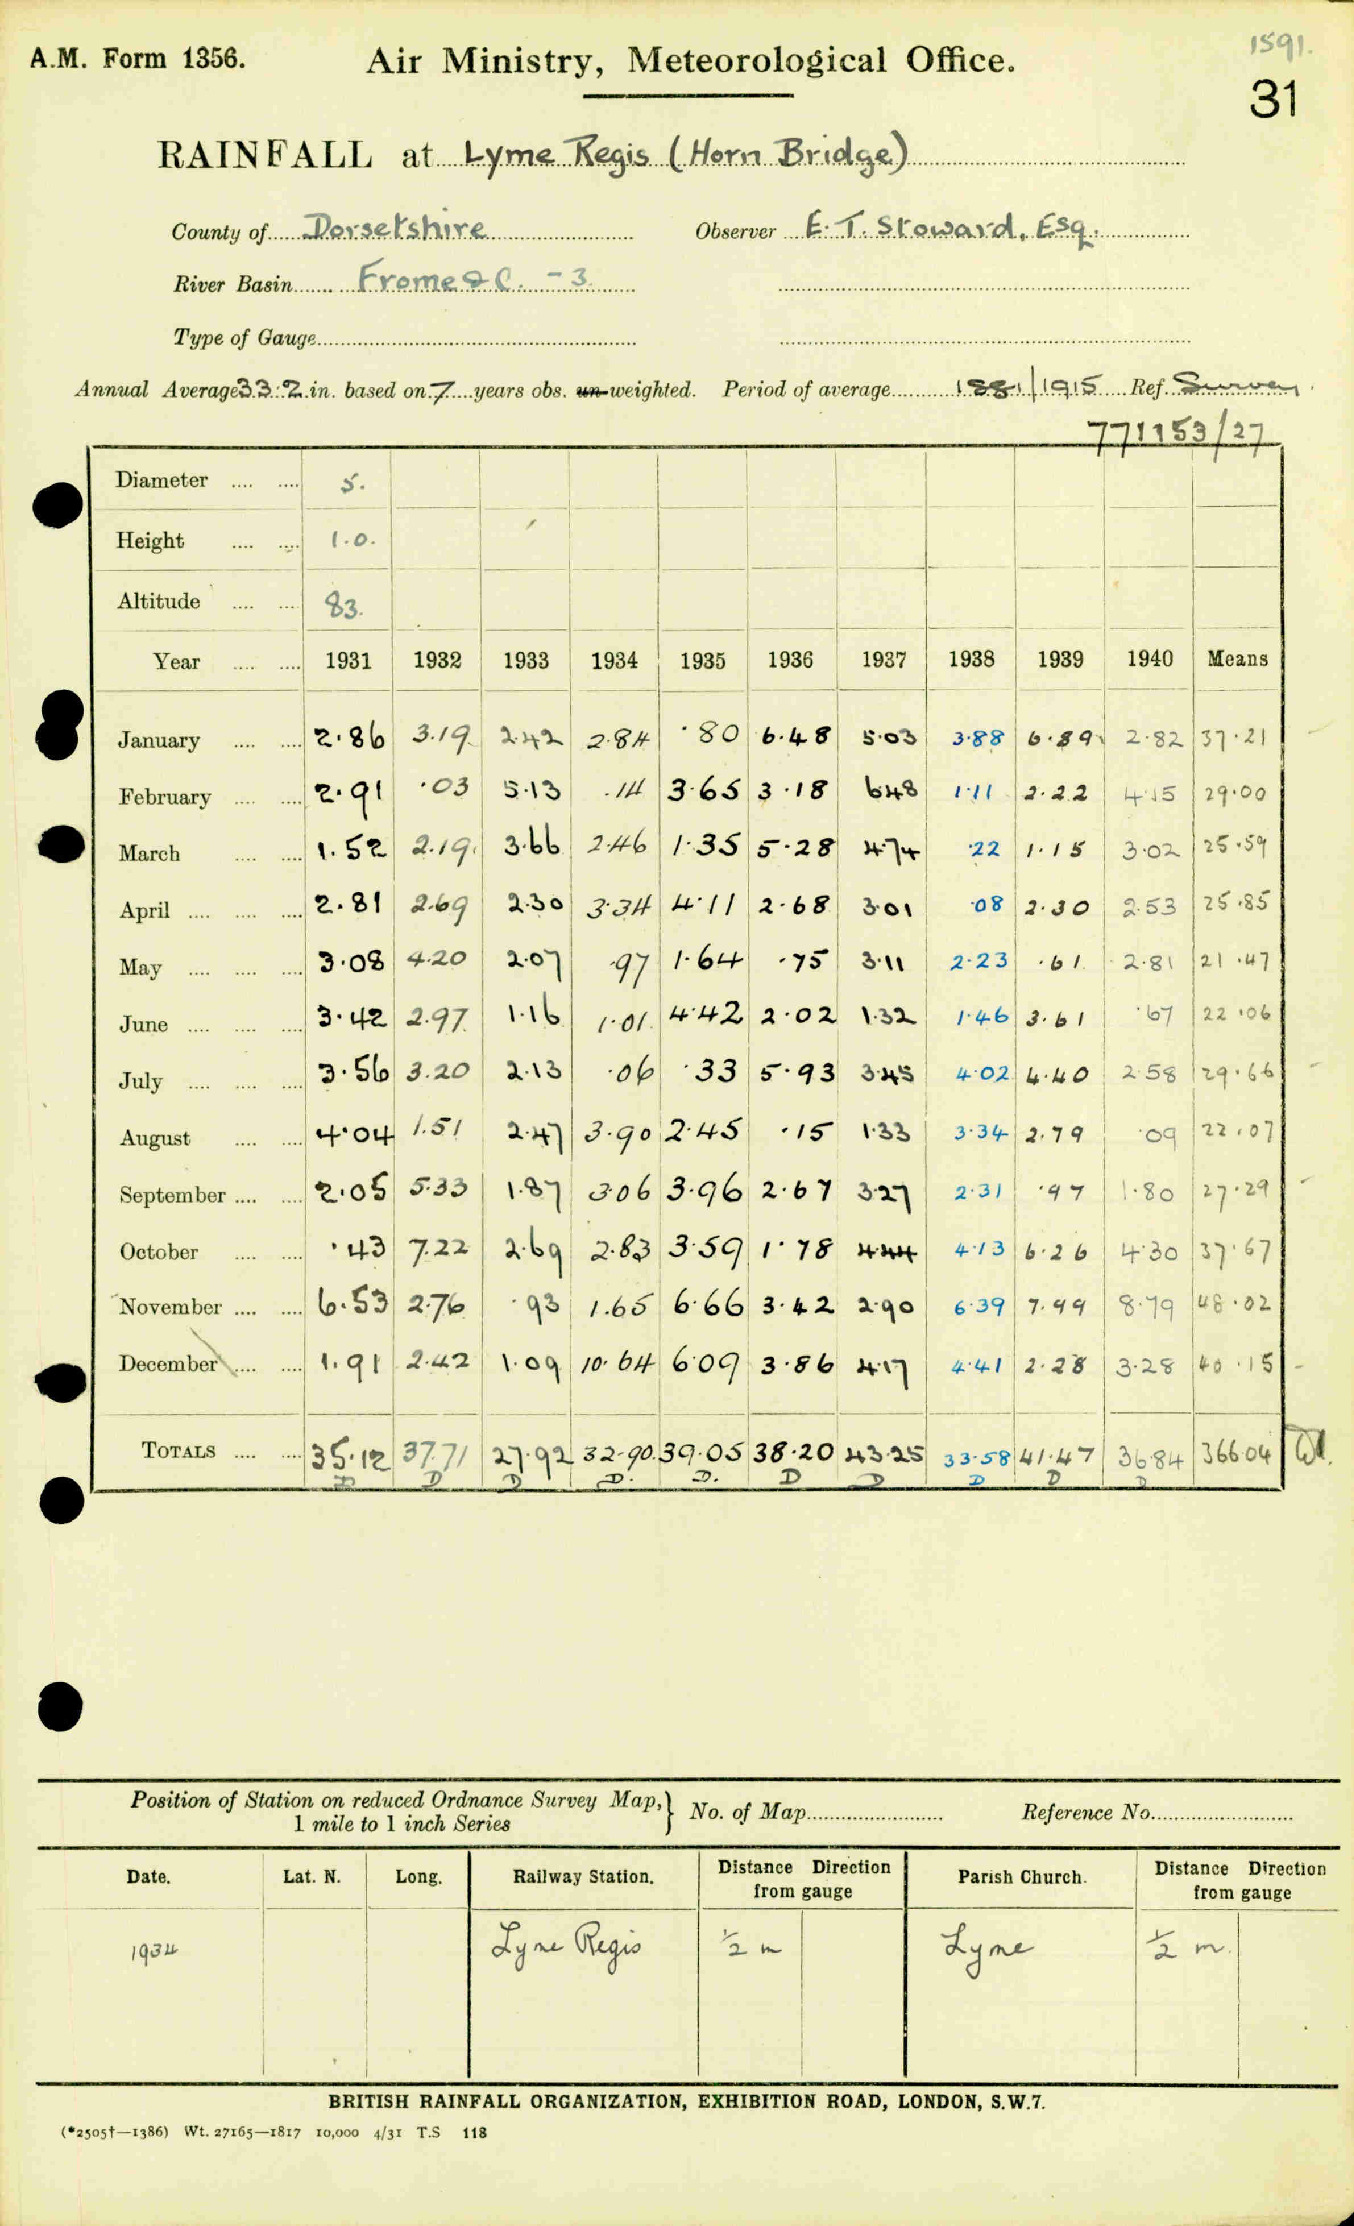 1591.
A.M. Form 1356. Air Ministry, Meteorological Office.
31
RAINFALL at Lyme Regis (Horn Bridge)
County of Dorsetshire Observer E. T. Stoward, Esq.
River Basin Frome &C. - 3.
Type of Gauge
Annual Average 33.2 in. based on 7 years obs. un-weighted. Period of average 1881/1915 Ref. Survey
771153/27
Diameter 5.
Height 1.0.
Altitude 83.
Year 1931 1932 1933 1934 1935 1936 1937 1938 1939 1940 Means
January 2.86 3.19 2.42 2.84 .80 6.48 5.03 3.88 6.89 2.82 37.21
February 2.91 .03 5.13 .14 3.65 3.18 6.48 1.11 2.22 4.15 29.00
March 1.52 2.19 3.66 2.46 1.35 5.28 4.74 .22 1.15 3.02 25.59
April 2.81 2.69 2.30 3.34 4.11 2.68 3.01 .08 2.30 2.53 25.85
May 3.08 4.20 2.07 .97 1.64 .75 3.11 2.23 .61 2.81 21.47
June 3.42 2.97 1.16 1.01 4.42 2.02 1.32 1.46 3.61 .67 22.06
July 3.56 3.20 2.13 .06 .33 5.93 3.45 4.02 4.40 2.58 29.66
August 4.04 1.51 2.47 3.90 2.45 .15 1.33 3.34 2.79 .09 22.07
September 2.05 5.33 1.87 3.06 3.96 2.67 3.27 2.31 .97 1.80 27.29
October .43 7.22 2.69 2.83 3.59 1.78 4.44 4.13 6.26 4.30 37.67
November 6.53 2.76 .93 1.65 6.66 3.42 2.90 6.39 7.99 8.79 48.02
December 1.91 2.42 1.09 10.64 6.09 3.86 4.17 4.41 2.28 3.28 40.15
TOTALS 35.12 37.71 27.92 32.90 39.05 38.20 43.25 33.58 41.47 36.84 366.04
D D D D. D. D D D D D
Position of Station on reduced Ordnance Survey Map, } No. of Map Reference No.
1 mile to 1 inch Series
Date. Lat. N. Long. Railway Station. Distance Direction from gauge Parish Church. Distance Direction from gauge
1934 Lyme Regis 1/2 m Lyme 1/2 m.
BRITISH RAINFALL ORGANIZATION, EXHIBITION ROAD, LONDON, S.W.7.
(*2505†—1386) Wt. 27165—1817 10,000 4/31 T.S 118